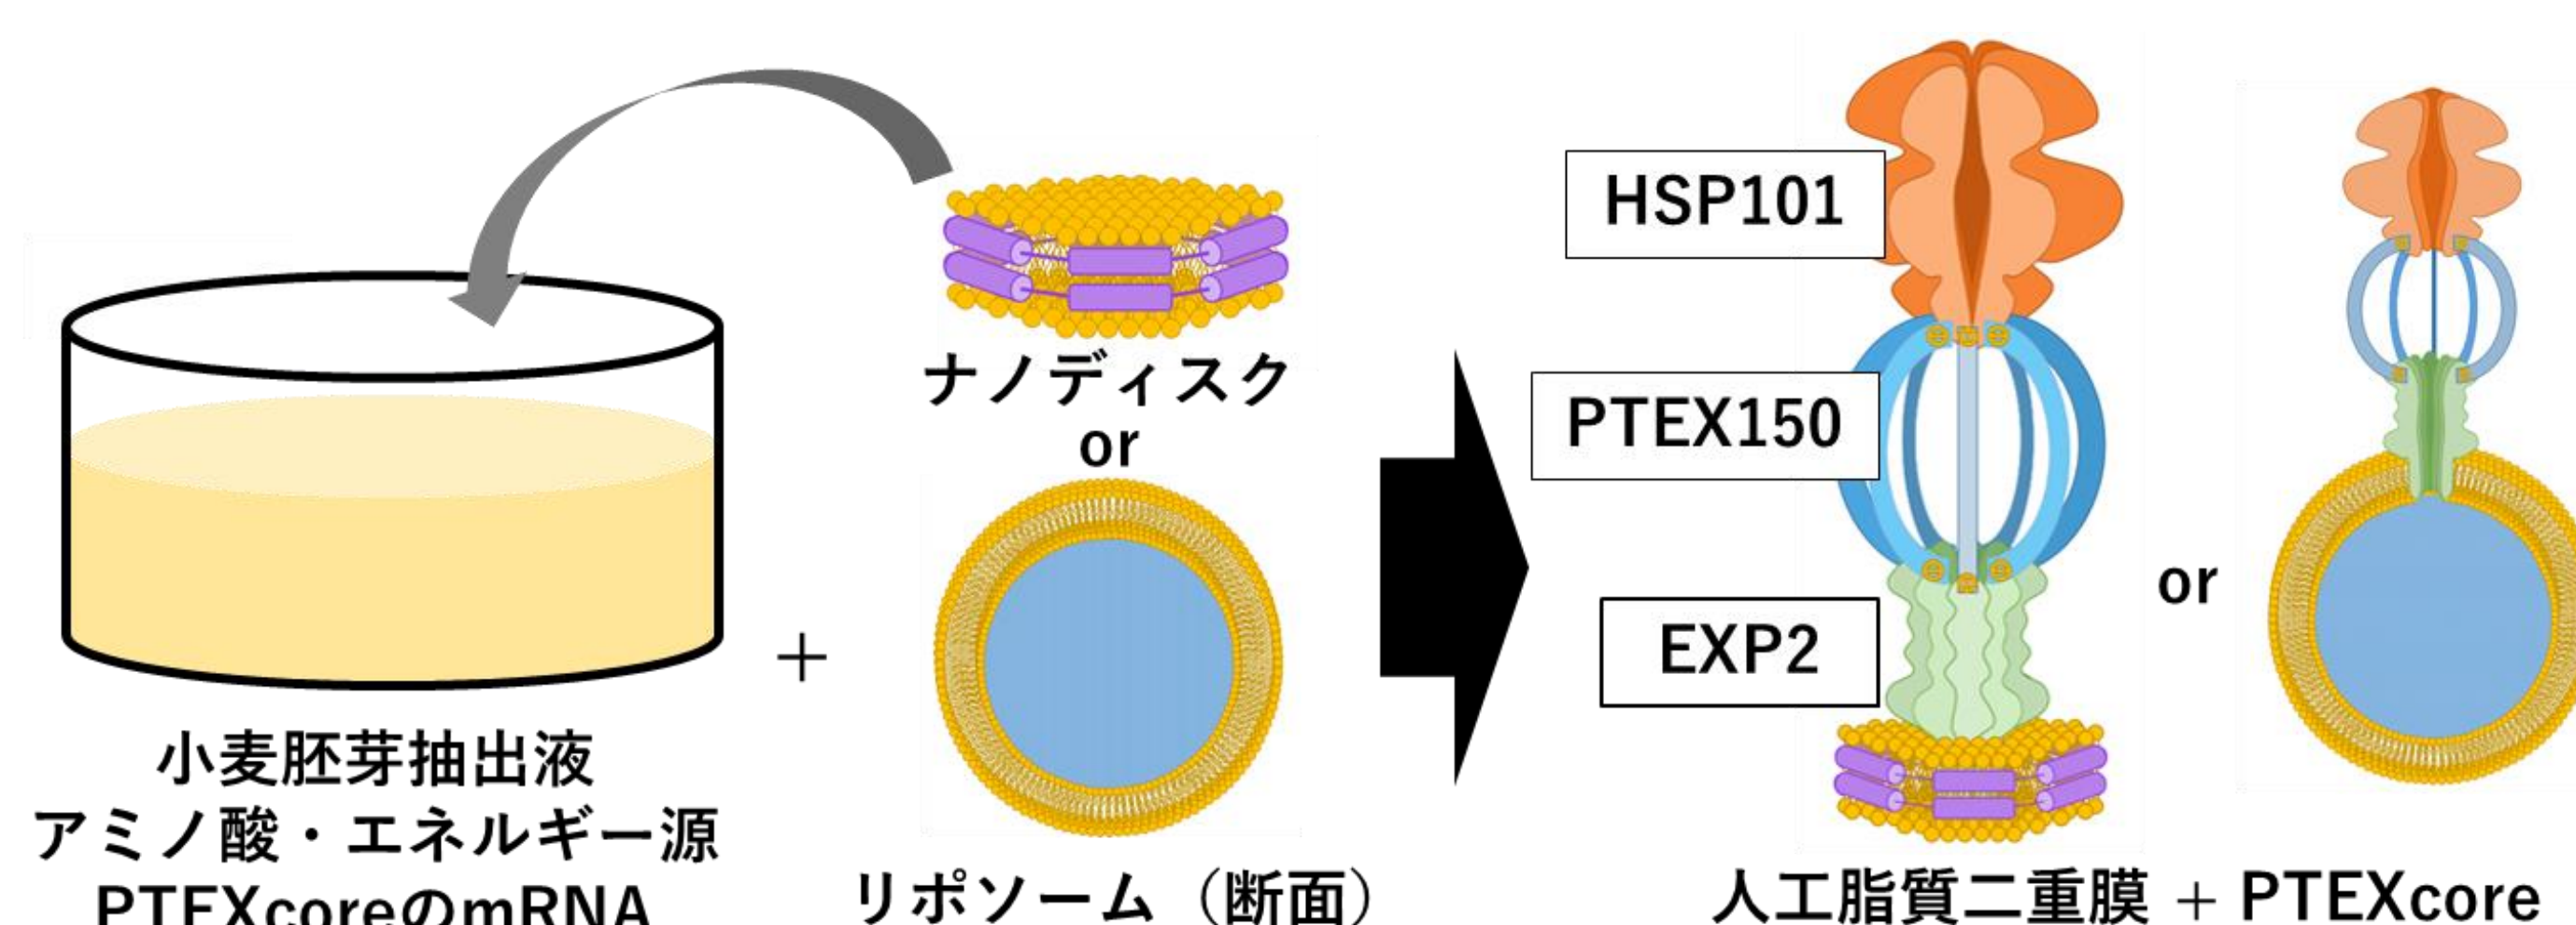 小麦胚芽抽出液
アミノ酸・エネルギー源
PTEXcoreのmRNA
+
ナノディスク
or
リポソーム（断面）
HSP101
PTEX150
EXP2
or
人工脂質二重膜 + PTEXcore